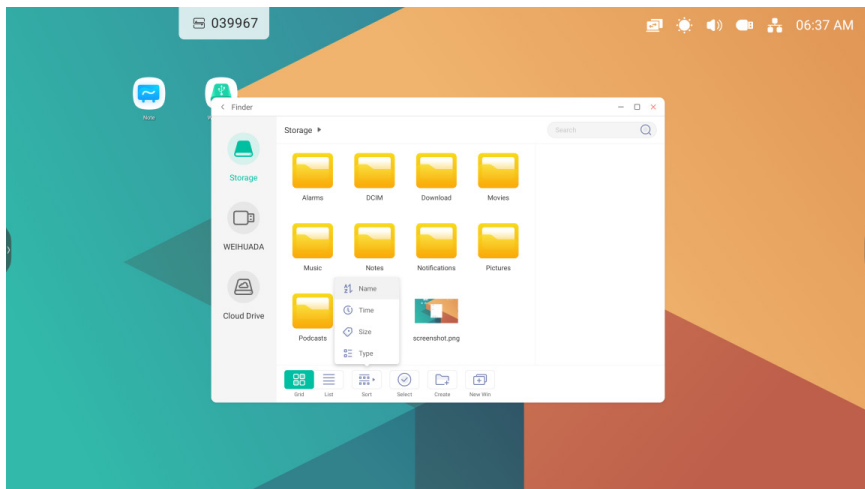 039967
06:37 AM
Note
Finder
Storage
Search
Storage
WEIHUADA
Cloud Drive
Alarms DCIM Download Movies
Music Notes Notifications Pictures
Podcasts screenshot.png
Name
Time
Size
Type
Grid List Sort Select Create New Win